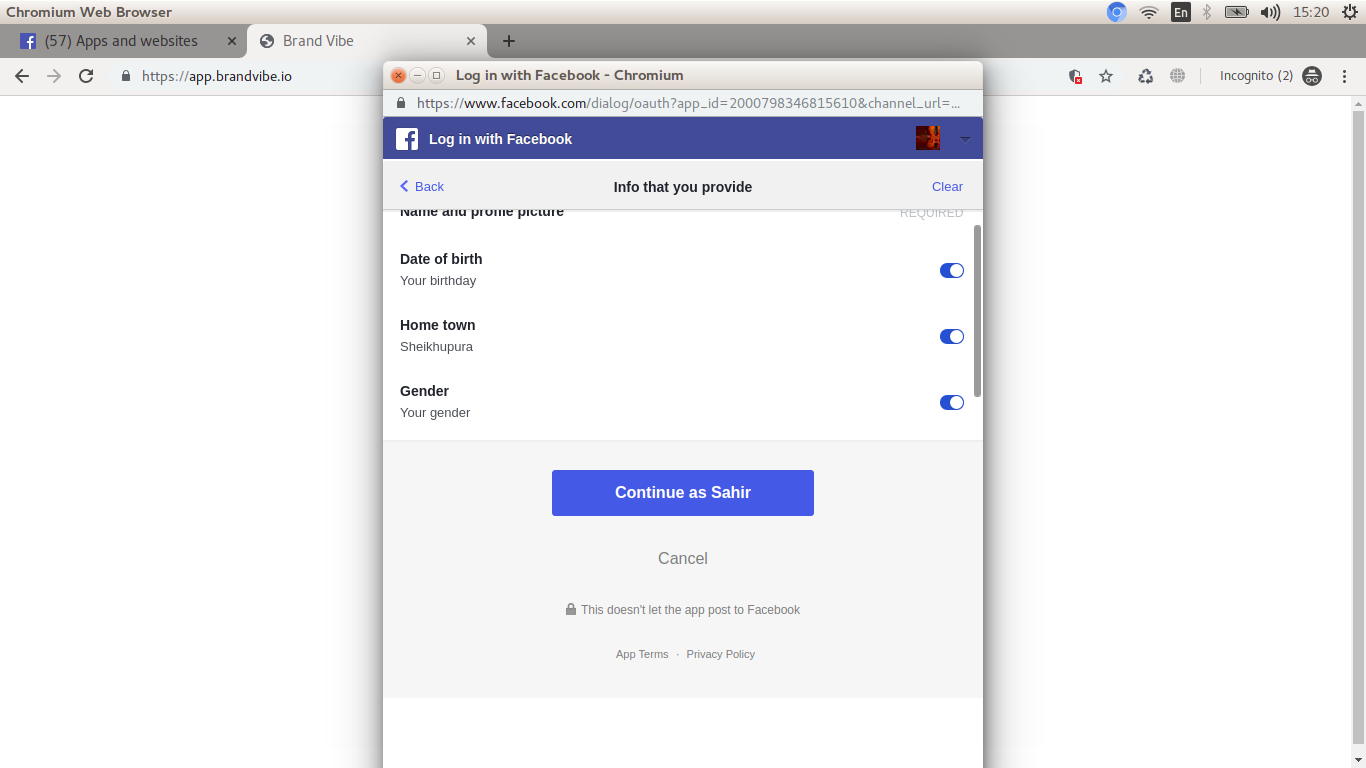 Chromium Web Browser
En
15:20
(57) Apps and websites
Brand Vibe
https://app.brandvibe.io
Incognito (2)
Log in with Facebook - Chromium
https://www.facebook.com/dialog/oauth?app_id=2000798346815610&channel_url=...
Log in with Facebook
Back
Info that you provide
Clear
Name and profile picture
REQUIRED
Date of birth
Your birthday
Home town
Sheikhupura
Gender
Your gender
Continue as Sahir
Cancel
This doesn't let the app post to Facebook
App Terms · Privacy Policy